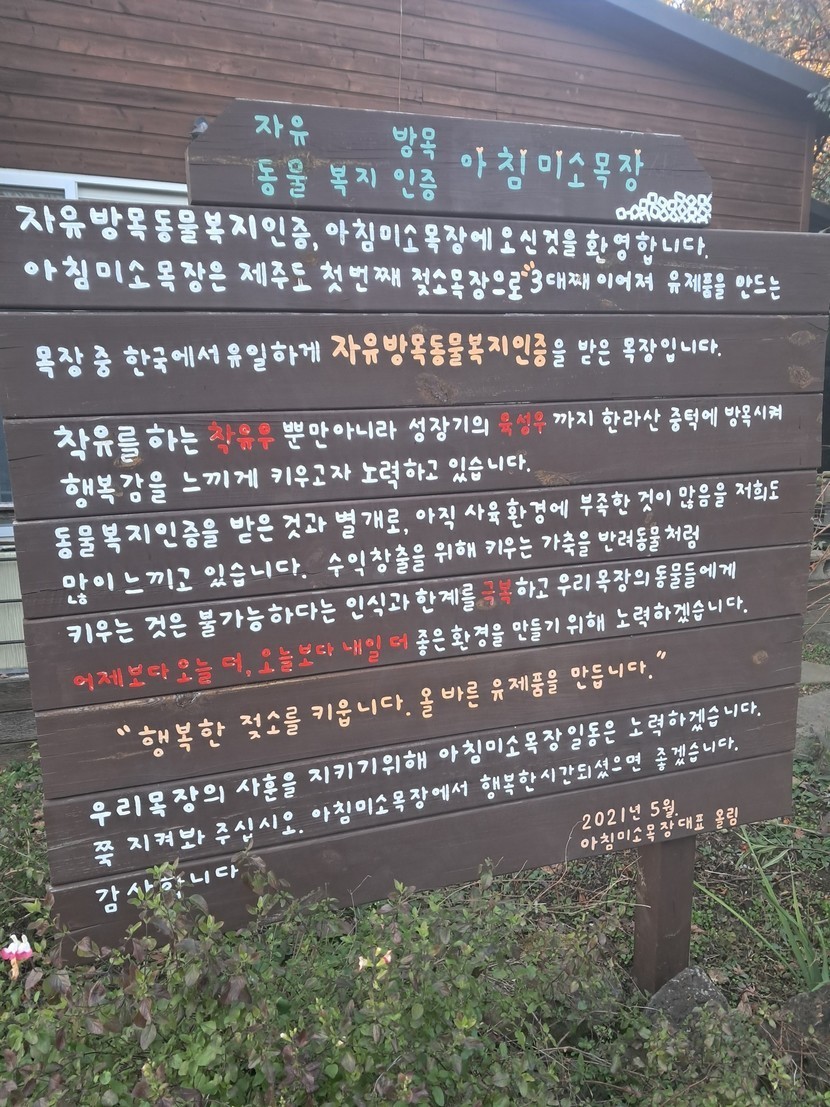 자유 방목
동물 복지 인증 아침미소목장
자유방목동물복지인증, 아침미소목장에 오신것을 환영합니다.
아침미소목장은 제주도 첫번째 젖소목장으로 3대째 이어져 유제품을 만드는
목장 중 한국에서 유일하게 자유방목동물복지인증을 받은 목장입니다.
착유를 하는 착유우 뿐만아니라 성장기의 육성우 까지 한라산 중턱에 방목시켜
행복감을 느끼게 키우고자 노력하고 있습니다.
동물복지인증을 받은 것과 별개로, 아직 사육환경에 부족한 것이 많음을 저희도
많이 느끼고 있습니다. 수익창출을 위해 키우는 가축을 반려동물처럼
키우는 것은 불가능하다는 인식과 한계를 극복하고 우리목장의 동물들에게
어제보다 오늘 더, 오늘보다 내일 더 좋은환경을 만들기 위해 노력하겠습니다.
"행복한 젖소를 키웁니다. 올바른 유제품을 만듭니다."
우리목장의 사훈을 지키기위해 아침미소목장일동은 노력하겠습니다.
쭉 지켜봐 주십시오. 아침미소목장에서 행복한시간되셨으면 좋겠습니다.
감사합니다
2021년 5월.
아침미소목장대표 올림